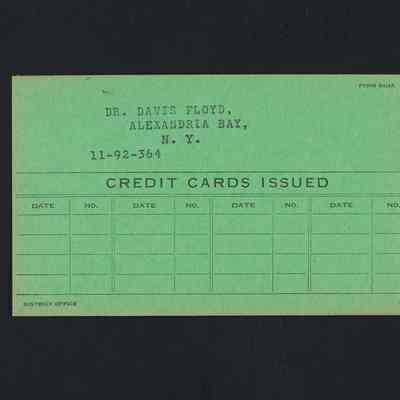 FORM
DR. DAVIS FLOYD,
ALEXANDRIA BAY,
N. Y.
11-92-364
CREDIT CARDS ISSUED
DATE NO. DATE NO. DATE NO. DATE NO.
DISTRICT OFFICE